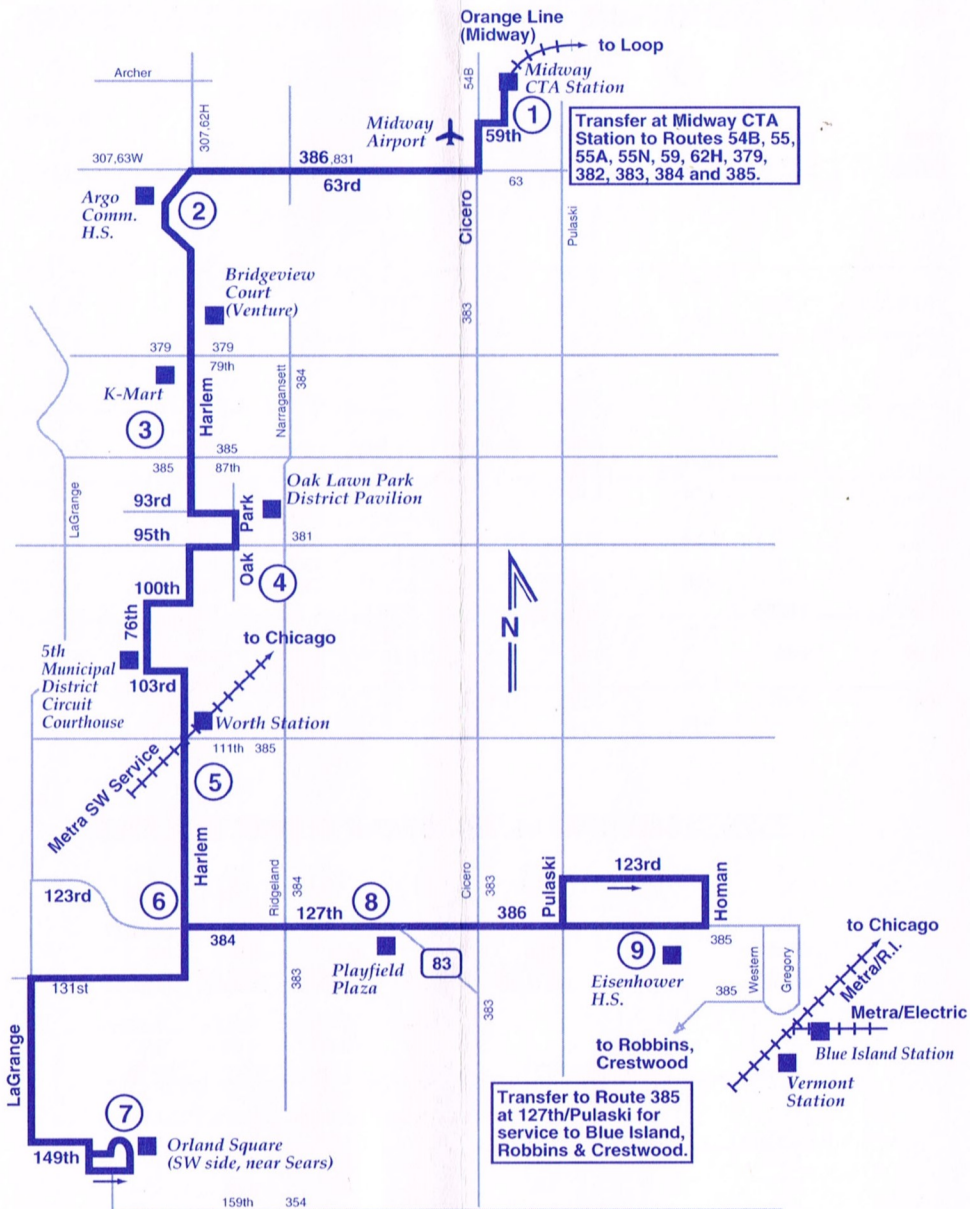 Orange Line
(Midway)
to Loop
Archer
54B
Midway
CTA Station
307,62H
Midway
Airport
1
59th
Transfer at Midway CTA
Station to Routes 54B, 55,
55A, 55N, 59, 62H, 379,
382, 383, 384 and 385.
307,63W
386,831
63rd
63
Argo
Comm.
H.S.
2
Cicero
Pulaski
Bridgeview
Court
(Venture)
383
379
379
79th
K-Mart
Harlem
Narragansett
384
3
385
385
87th
LaGrange
93rd
Park
Oak Lawn Park
District Pavilion
95th
381
Oak
4
100th
76th
N
to Chicago
5th
Municipal
District
Circuit
Courthouse
103rd
Worth Station
111th
385
Metra SW Service
5
Harlem
Ridgeland
384
Cicero
383
Pulaski
123rd
Homan
123rd
6
8
127th
386
384
385
9
Playfield
Plaza
83
Eisenhower
H.S.
Western
Gregory
to Chicago
Metra/R.I.
131st
383
383
385
Metra/Electric
to Robbins,
Crestwood
Blue Island Station
Vermont
Station
LaGrange
Transfer to Route 385
at 127th/Pulaski for
service to Blue Island,
Robbins & Crestwood.
7
149th
Orland Square
(SW side, near Sears)
159th
354